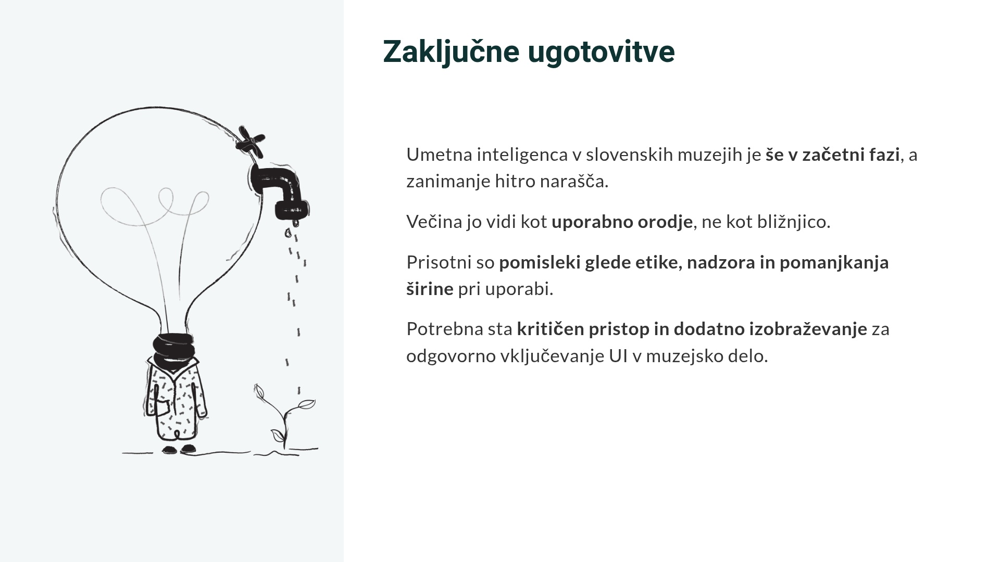 Zaključne ugotovitve
Umetna inteligenca v slovenskih muzejih je še v začetni fazi, a
zanimanje hitro narašča.
Večina jo vidi kot uporabno orodje, ne kot bližnjico.
Prisotni so pomisleki glede etike, nadzora in pomanjkanja
širine pri uporabi.
Potrebna sta kritičen pristop in dodatno izobraževanje za
odgovorno vključevanje UI v muzejsko delo.